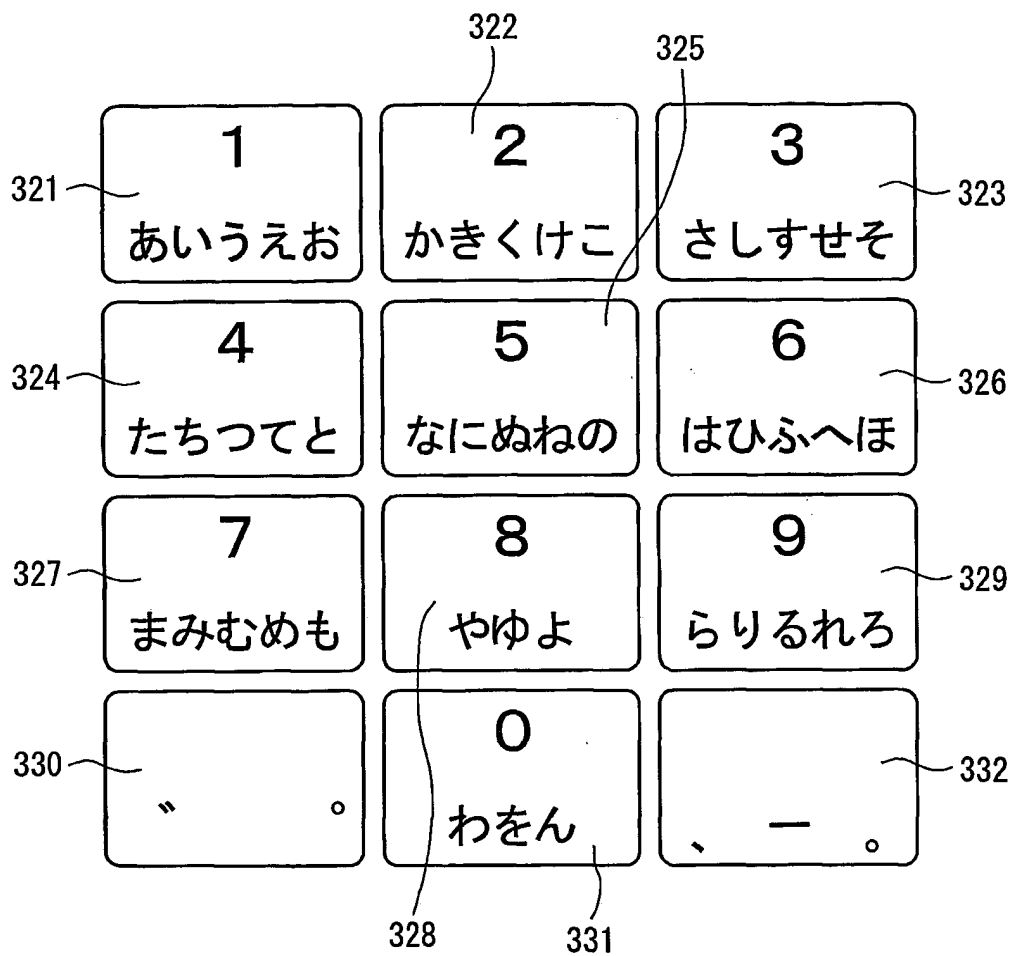 322
325
1
2
3
321
323
あいうえお
かきくけこ
さしすせそ
4
5
6
324
326
たちつてと
なにぬねの
はひふへほ
7
8
9
327
329
まみむめも
やゆよ
らりるれろ
0
330
332
゛ ゜
わをん
、 ー 。
328
331